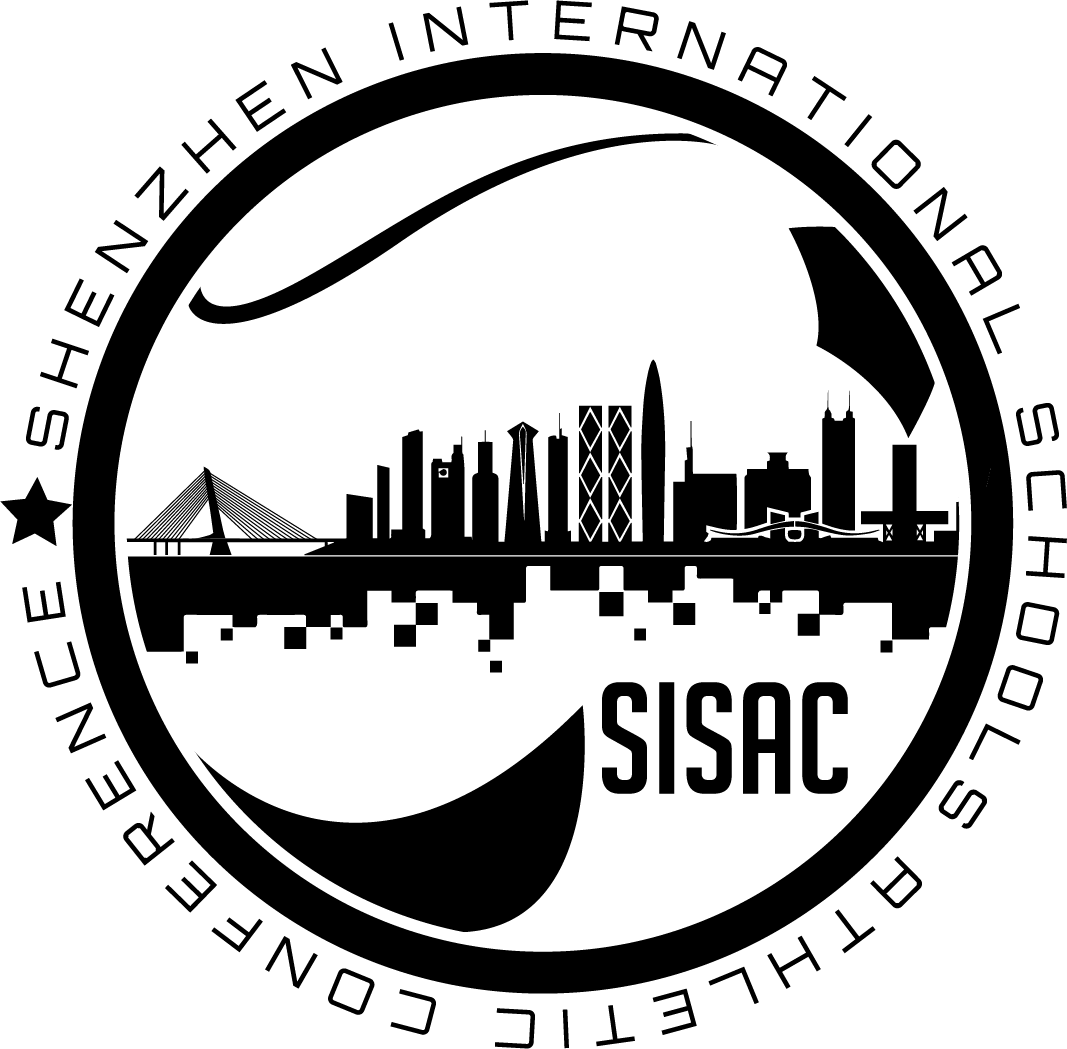 SHENZHEN INTERNATIONAL SCHOOLS ATHLETIC CONFERENCE
SISAC